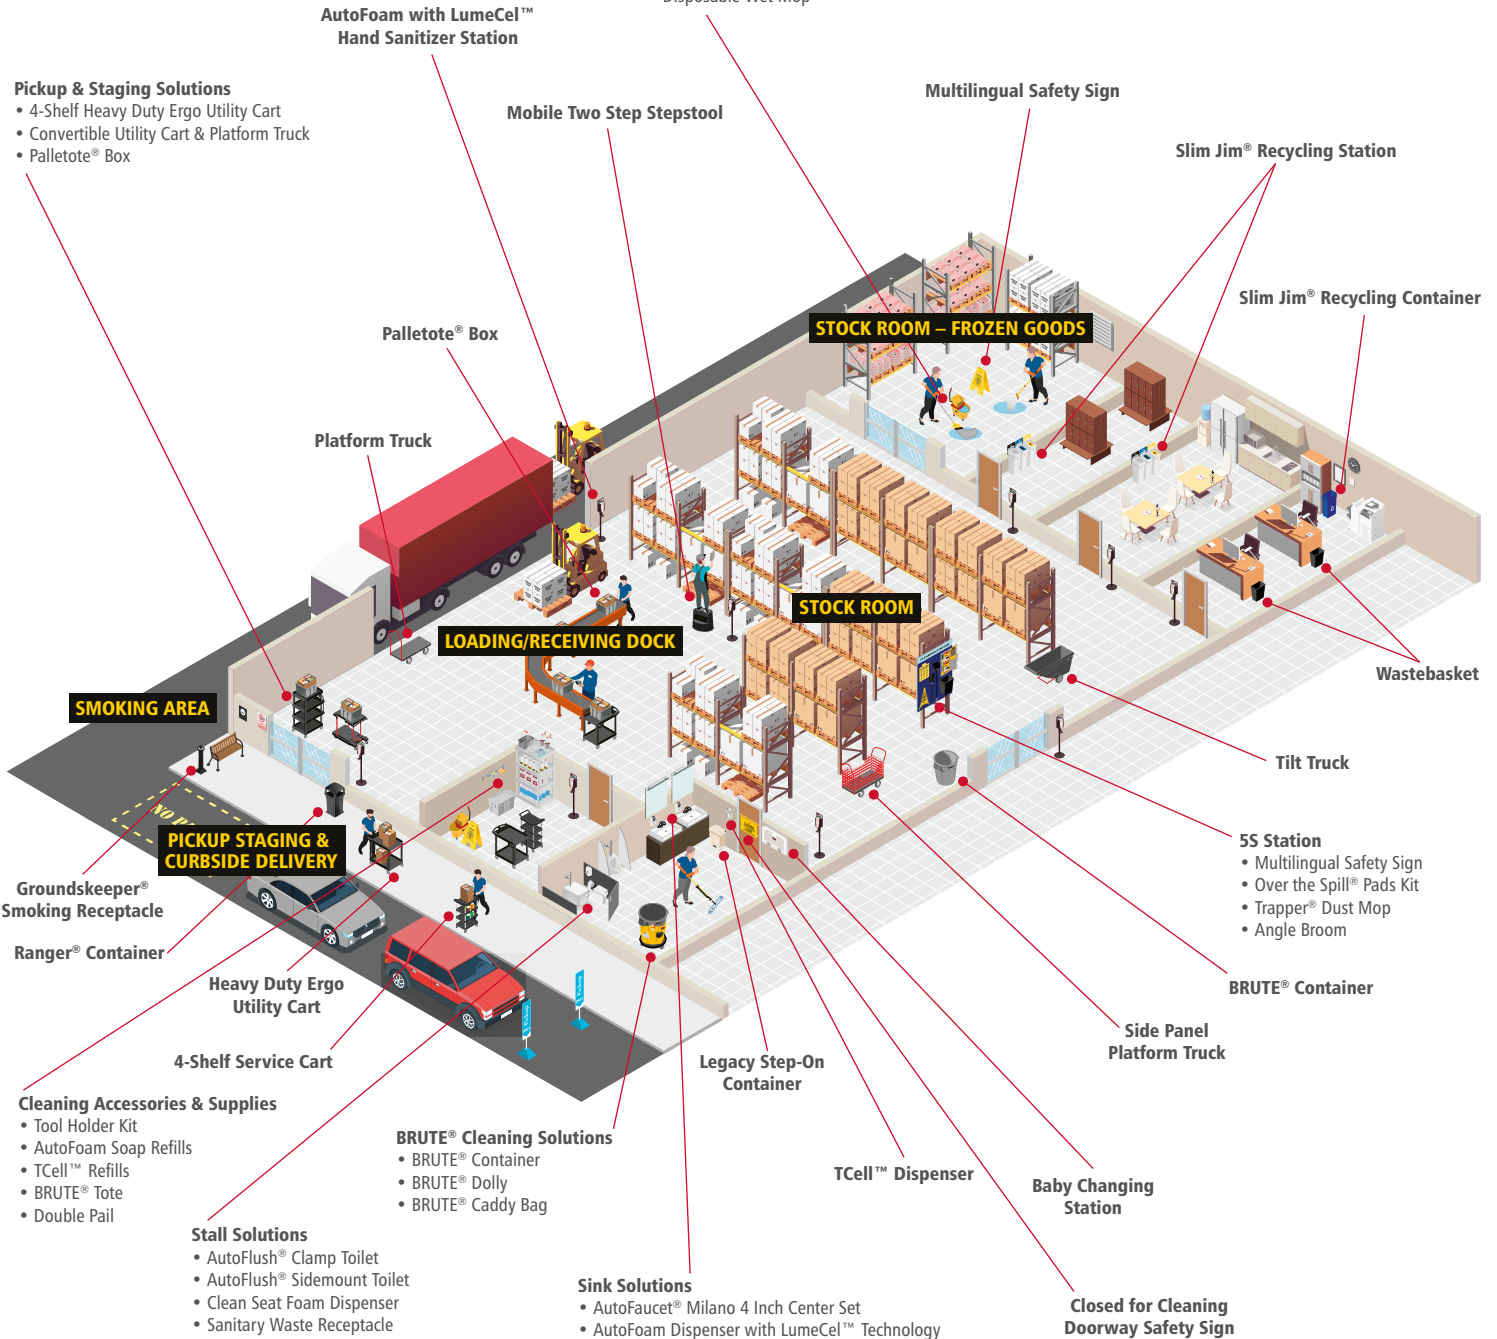 Disposable Wet Mop
AutoFoam with LumeCel™
Hand Sanitizer Station
Pickup & Staging Solutions
• 4-Shelf Heavy Duty Ergo Utility Cart
• Convertible Utility Cart & Platform Truck
• Palletote® Box
Mobile Two Step Stepstool
Multilingual Safety Sign
Slim Jim® Recycling Station
Slim Jim® Recycling Container
STOCK ROOM – FROZEN GOODS
Palletote® Box
Platform Truck
STOCK ROOM
LOADING/RECEIVING DOCK
Wastebasket
SMOKING AREA
Tilt Truck
NO P
PICKUP STAGING &
CURBSIDE DELIVERY
5S Station
• Multilingual Safety Sign
• Over the Spill® Pads Kit
• Trapper® Dust Mop
• Angle Broom
Groundskeeper®
Smoking Receptacle
Ranger® Container
Heavy Duty Ergo
Utility Cart
BRUTE® Container
Pickup
Pickup
Side Panel
Platform Truck
4-Shelf Service Cart
Legacy Step-On
Container
Cleaning Accessories & Supplies
• Tool Holder Kit
• AutoFoam Soap Refills
• TCell™ Refills
• BRUTE® Tote
• Double Pail
BRUTE® Cleaning Solutions
• BRUTE® Container
• BRUTE® Dolly
• BRUTE® Caddy Bag
TCell™ Dispenser
Baby Changing
Station
Stall Solutions
• AutoFlush® Clamp Toilet
• AutoFlush® Sidemount Toilet
• Clean Seat Foam Dispenser
• Sanitary Waste Receptacle
Sink Solutions
• AutoFaucet® Milano 4 Inch Center Set
• AutoFoam Dispenser with LumeCel™ Technology
Closed for Cleaning
Doorway Safety Sign